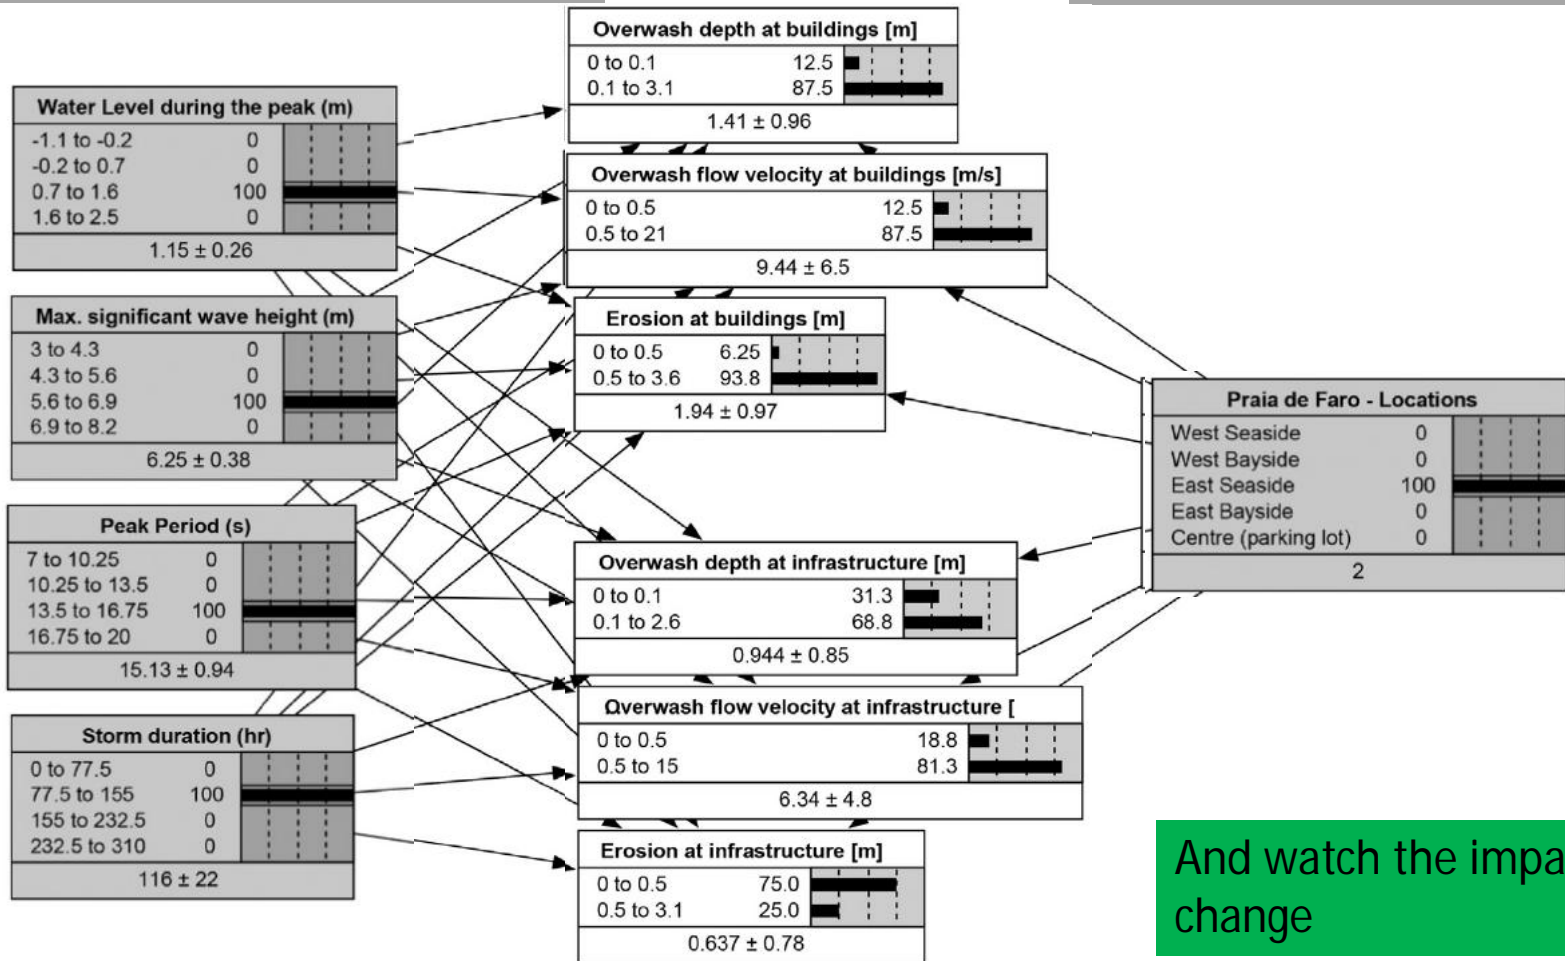 Overwash depth at buildings [m]
0 to 0.1 12.5
0.1 to 3.1 87.5
1.41 ± 0.96
Water Level during the peak (m)
-1.1 to -0.2 0
-0.2 to 0.7 0
0.7 to 1.6 100
1.6 to 2.5 0
1.15 ± 0.26
Overwash flow velocity at buildings [m/s]
0 to 0.5 12.5
0.5 to 21 87.5
9.44 ± 6.5
Max. significant wave height (m)
3 to 4.3 0
4.3 to 5.6 0
5.6 to 6.9 100
6.9 to 8.2 0
6.25 ± 0.38
Erosion at buildings [m]
0 to 0.5 6.25
0.5 to 3.6 93.8
1.94 ± 0.97
Praia de Faro - Locations
West Seaside 0
West Bayside 0
East Seaside 100
East Bayside 0
Centre (parking lot) 0
2
Peak Period (s)
7 to 10.25 0
10.25 to 13.5 0
13.5 to 16.75 100
16.75 to 20 0
15.13 ± 0.94
Overwash depth at infrastructure [m]
0 to 0.1 31.3
0.1 to 2.6 68.8
0.944 ± 0.85
Overwash flow velocity at infrastructure [
0 to 0.5 18.8
0.5 to 15 81.3
6.34 ± 4.8
Storm duration (hr)
0 to 77.5 0
77.5 to 155 100
155 to 232.5 0
232.5 to 310 0
116 ± 22
Erosion at infrastructure [m]
0 to 0.5 75.0
0.5 to 3.1 25.0
0.637 ± 0.78
And watch the impa
change